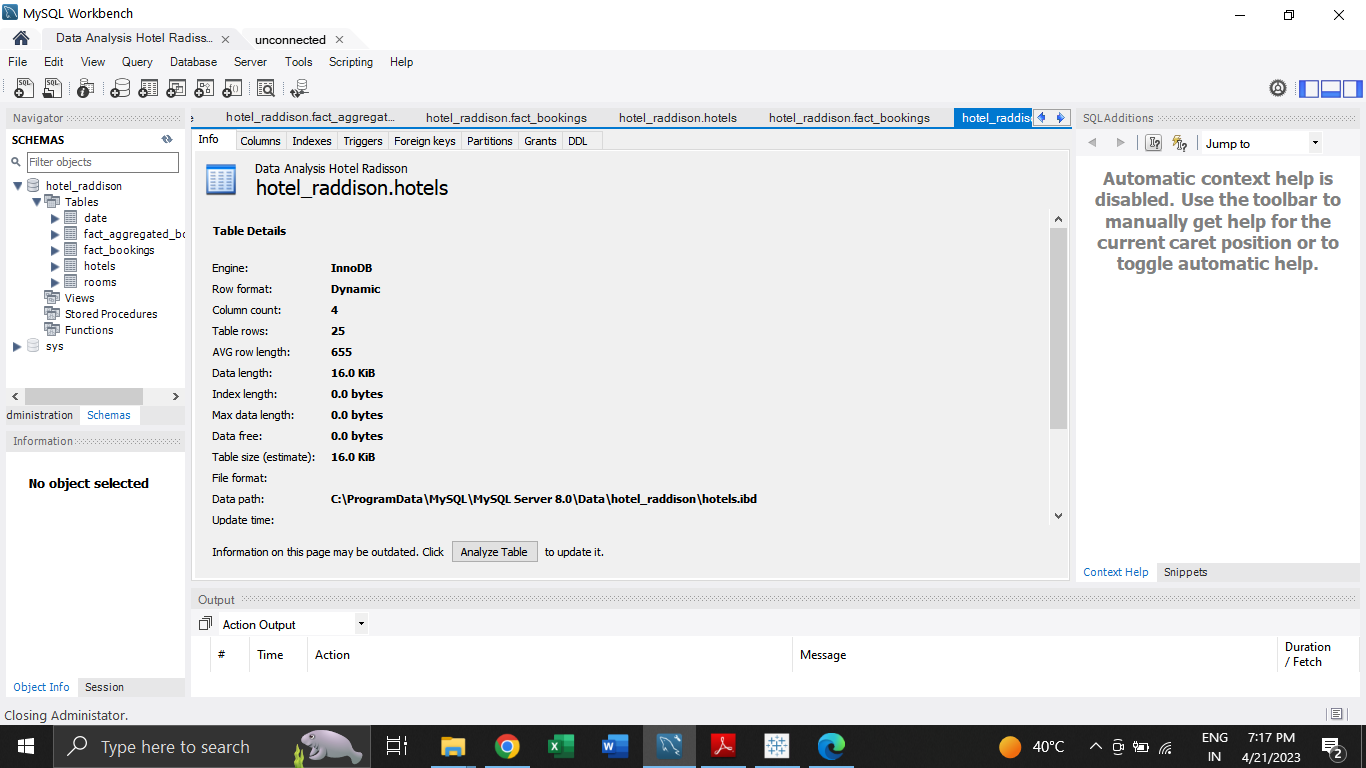 MySQL Workbench
Data Analysis Hotel Radiss...
unconnected
File Edit View Query Database Server Tools Scripting Help
Navigator
SCHEMAS
Filter objects
hotel_raddison
Tables
date
fact_aggregated_bo
fact_bookings
hotels
rooms
Views
Stored Procedures
Functions
sys
dministration Schemas
Information
No object selected
Object Info Session
hotel_raddison.fact_aggregat... hotel_raddison.fact_bookings hotel_raddison.hotels hotel_raddison.fact_bookings hotel_raddiso
Info Columns Indexes Triggers Foreign keys Partitions Grants DDL
Data Analysis Hotel Radisson
hotel_raddison.hotels
Table Details
Engine: InnoDB
Row format: Dynamic
Column count: 4
Table rows: 25
AVG row length: 655
Data length: 16.0 KiB
Index length: 0.0 bytes
Max data length: 0.0 bytes
Data free: 0.0 bytes
Table size (estimate): 16.0 KiB
File format:
Data path: C:\ProgramData\MySQL\MySQL Server 8.0\Data\hotel_raddison\hotels.ibd
Update time:
Information on this page may be outdated. Click Analyze Table to update it.
SQLAdditions
Jump to
Automatic context help is
disabled. Use the toolbar to
manually get help for the
current caret position or to
toggle automatic help.
Context Help Snippets
Output
Action Output
# Time Action Message Duration
/ Fetch
Closing Administator.
Type here to search
40°C
ENG
IN
7:17 PM
4/21/2023
2